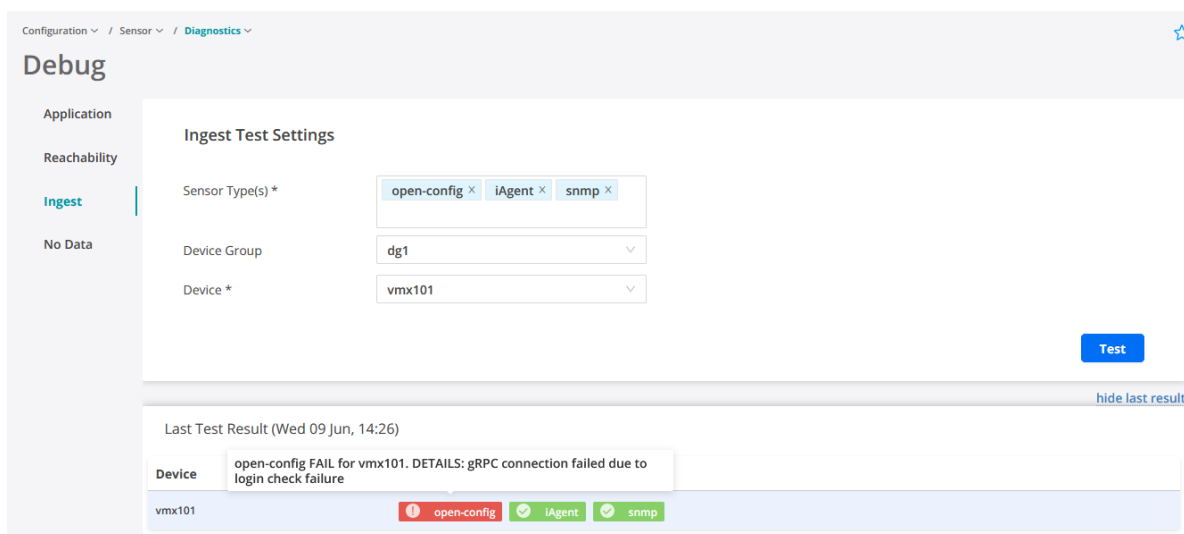 Configuration / Sensor / Diagnostics
Debug
Application
Reachability
Ingest
No Data
Ingest Test Settings
Sensor Type(s) * open-config × iAgent × snmp ×
Device Group dg1
Device * vmx101
Test
hide last result
Last Test Result (Wed 09 Jun, 14:26)
Device
open-config FAIL for vmx101. DETAILS: gRPC connection failed due to
login check failure
vmx101 open-config iAgent snmp